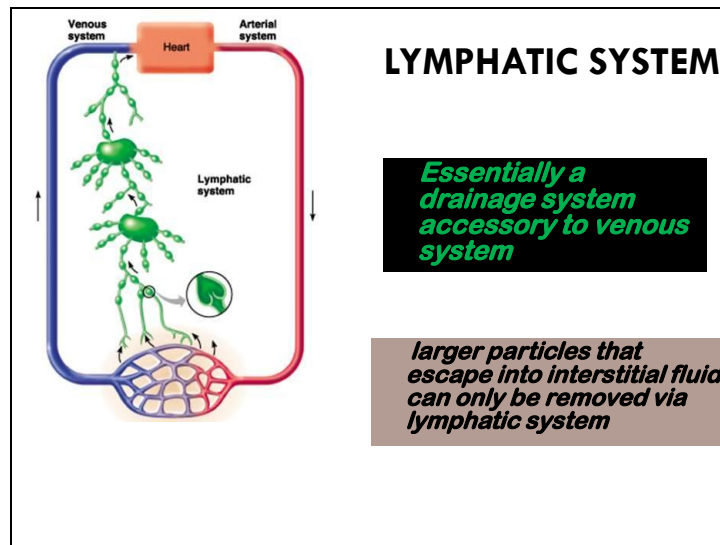 Venous
system
Arterial
system
Heart
LYMPHATIC SYSTEM
Lymphatic
system
Essentially a
drainage system
accessory to venous
system
larger particles that
escape into interstitial fluid
can only be removed via
lymphatic system